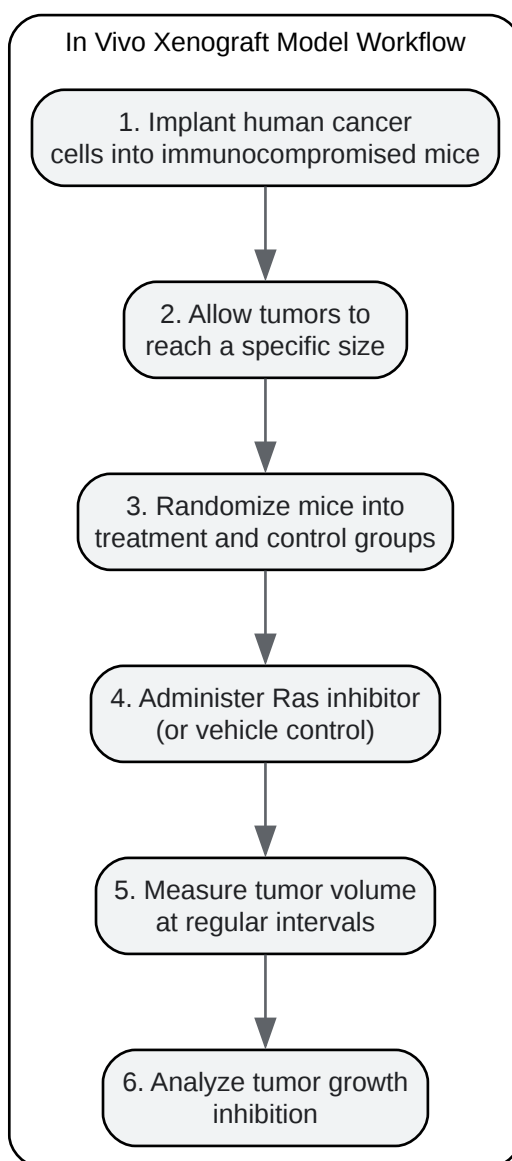 In Vivo Xenograft Model Workflow
1. Implant human cancer
cells into immunocompromised mice
2. Allow tumors to
reach a specific size
3. Randomize mice into
treatment and control groups
4. Administer Ras inhibitor
(or vehicle control)
5. Measure tumor volume
at regular intervals
6. Analyze tumor growth
inhibition